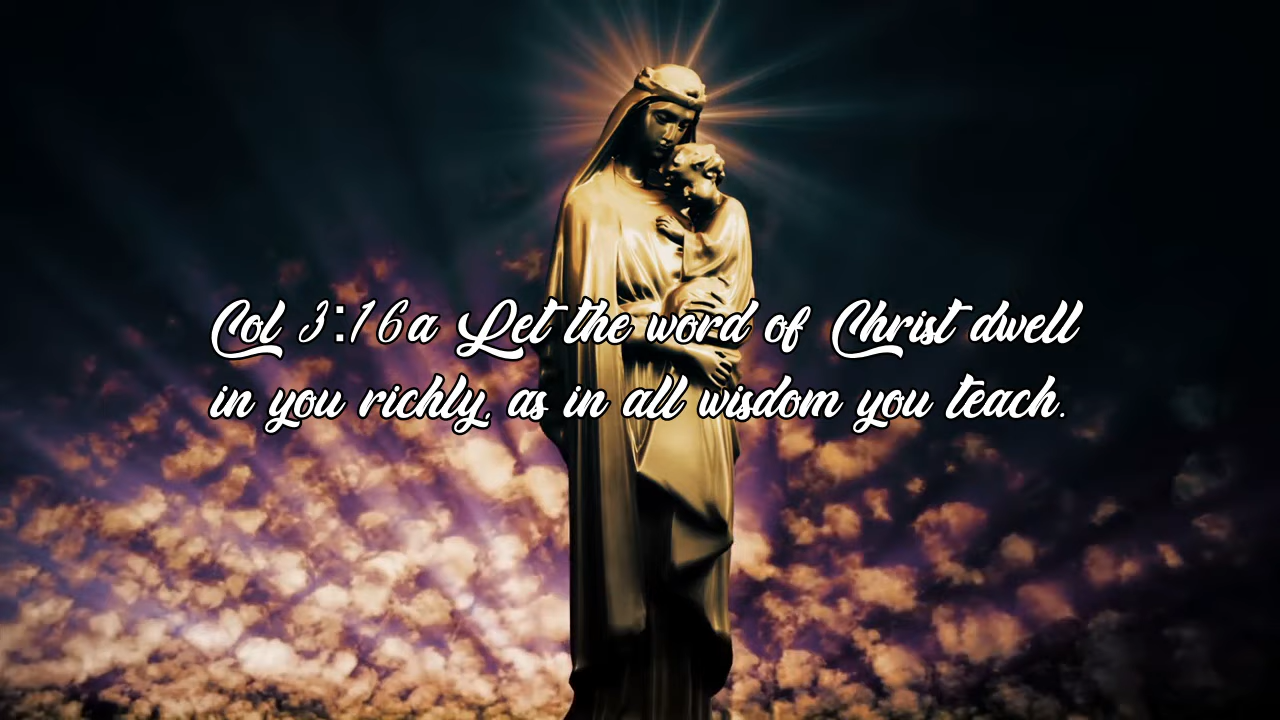 Col 3:16a Let the word of Christ dwell
in you richly, as in all wisdom you teach.